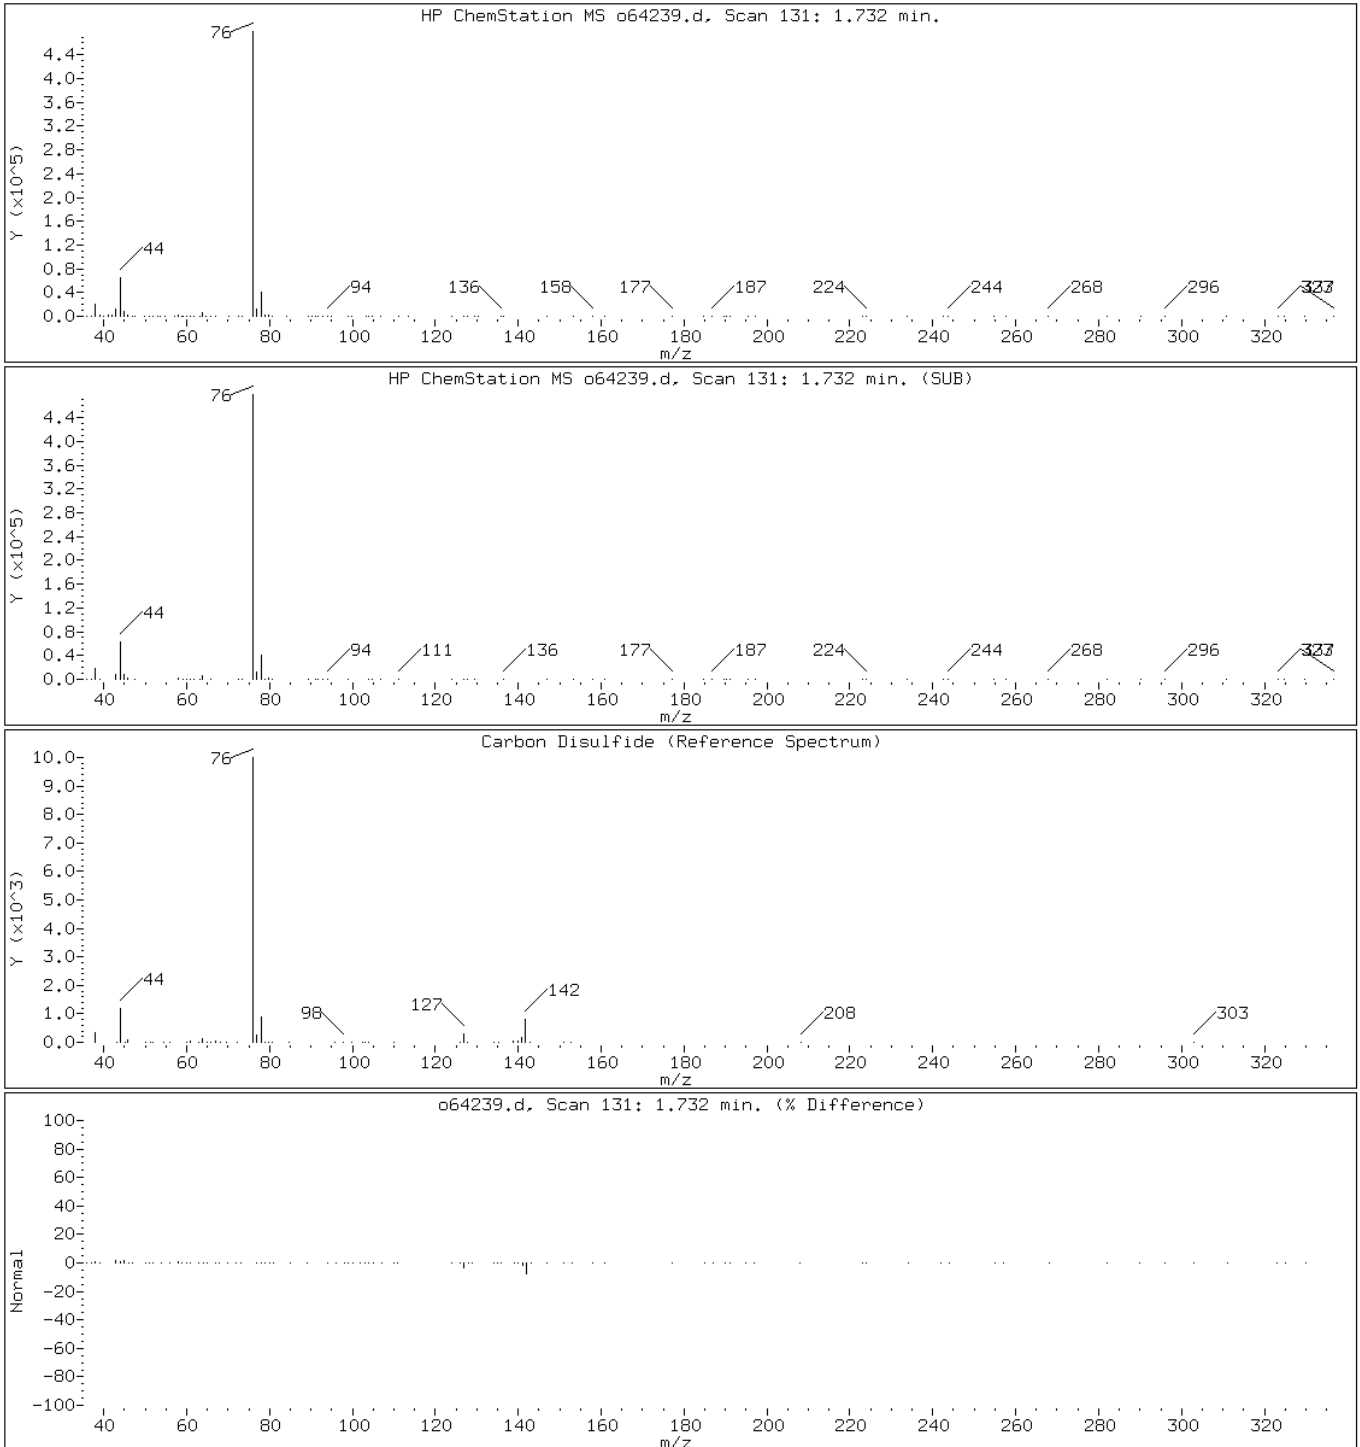 HP ChemStation MS o64239.d, Scan 131: 1.732 min.
76
4.4
4.0
3.6
3.2
2.8
2.4
2.0
1.6
1.2
0.8
0.4
0.0
Y (x10^5)
44
94 136 158 177 187 224 244 268 296
40 60 80 100 120 140 160 180 200 220 240 260 280 300 320
m/z
HP ChemStation MS o64239.d, Scan 131: 1.732 min. (SUB)
76
4.4
4.0
3.6
3.2
2.8
2.4
2.0
1.6
1.2
0.8
0.4
0.0
Y (x10^5)
44
94 111 136 177 187 224 244 268 296
40 60 80 100 120 140 160 180 200 220 240 260 280 300 320
m/z
Carbon Disulfide (Reference Spectrum)
76
10.0
9.0
8.0
7.0
6.0
5.0
4.0
3.0
2.0
1.0
0.0
Y (x10^3)
44
98 127 142 208 303
40 60 80 100 120 140 160 180 200 220 240 260 280 300 320
m/z
o64239.d, Scan 131: 1.732 min. (% Difference)
100
80
60
40
20
0
-20
-40
-60
-80
-100
Normal
40 60 80 100 120 140 160 180 200 220 240 260 280 300 320
m/z